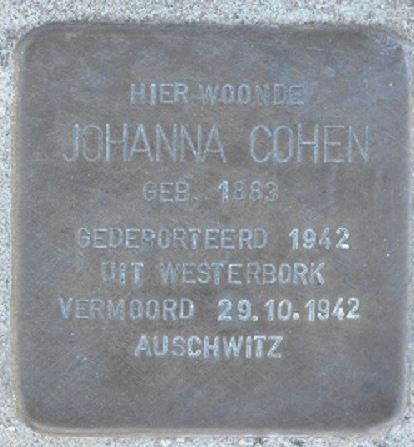 HIER WOONDE
JOHANNA COHEN
GEB. 1883
GEDEPORTEERD 1942
UIT WESTERBORK
VERMOORD 29.10.1942
AUSCHWITZ